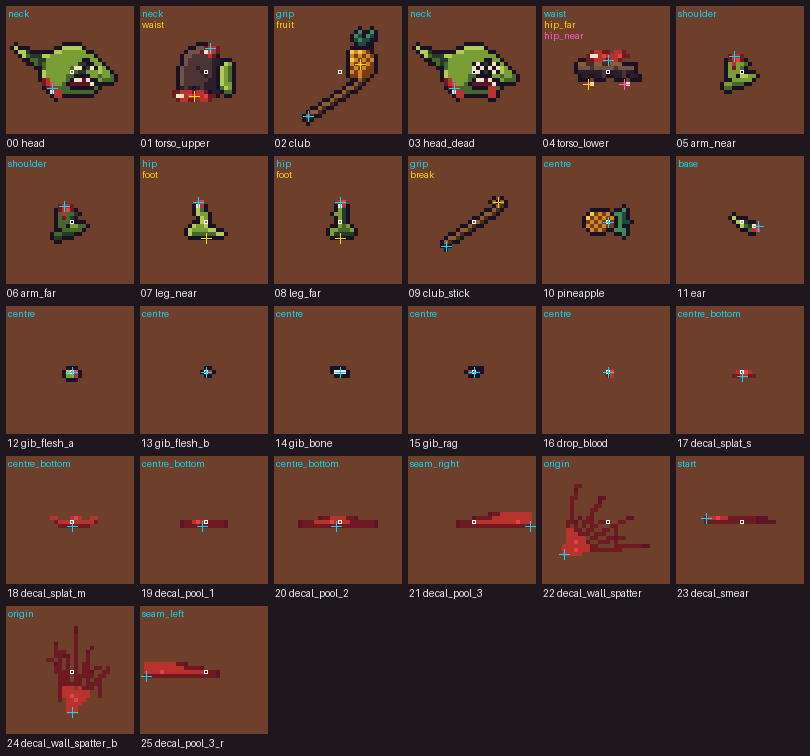 neck
00 head
neck
waist
01 torso_upper
grip
fruit
02 club
neck
03 head_dead
waist
hip_far
hip_near
04 torso_lower
shoulder
05 arm_near
shoulder
06 arm_far
hip
foot
07 leg_near
hip
foot
08 leg_far
grip
break
09 club_stick
centre
10 pineapple
base
11 ear
centre
12 gib_flesh_a
centre
13 gib_flesh_b
centre
14 gib_bone
centre
15 gib_rag
centre
16 drop_blood
centre_bottom
17 decal_splat_s
centre_bottom
18 decal_splat_m
centre_bottom
19 decal_pool_1
centre_bottom
20 decal_pool_2
seam_right
21 decal_pool_3
origin
22 decal_wall_spatter
start
23 decal_smear
origin
24 decal_wall_spatter_b
seam_left
25 decal_pool_3_r